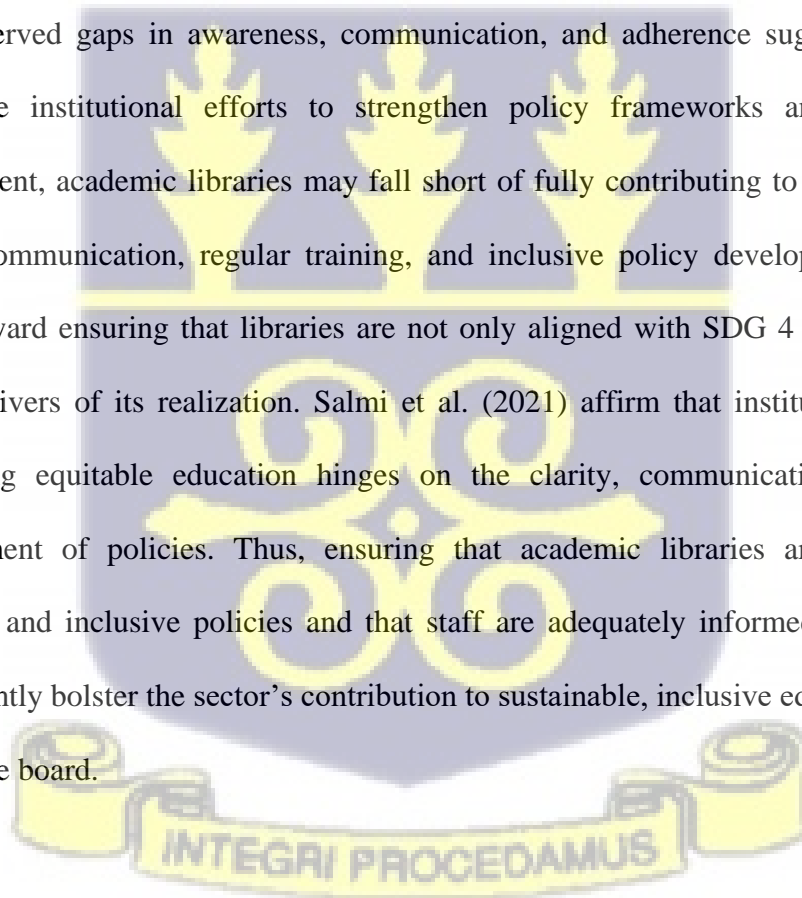 erved gaps in awareness, communication, and adherence sug
e institutional efforts to strengthen policy frameworks ar
ent, academic libraries may fall short of fully contributing to
ommunication, regular training, and inclusive policy develop
ward ensuring that libraries are not only aligned with SDG 4
ivers of its realization. Salmi et al. (2021) affirm that institu
g equitable education hinges on the clarity, communicati
ment of policies. Thus, ensuring that academic libraries ar
and inclusive policies and that staff are adequately informed
ntly bolster the sector’s contribution to sustainable, inclusive ed
e board.
INTEGRI PROCEDAMUS